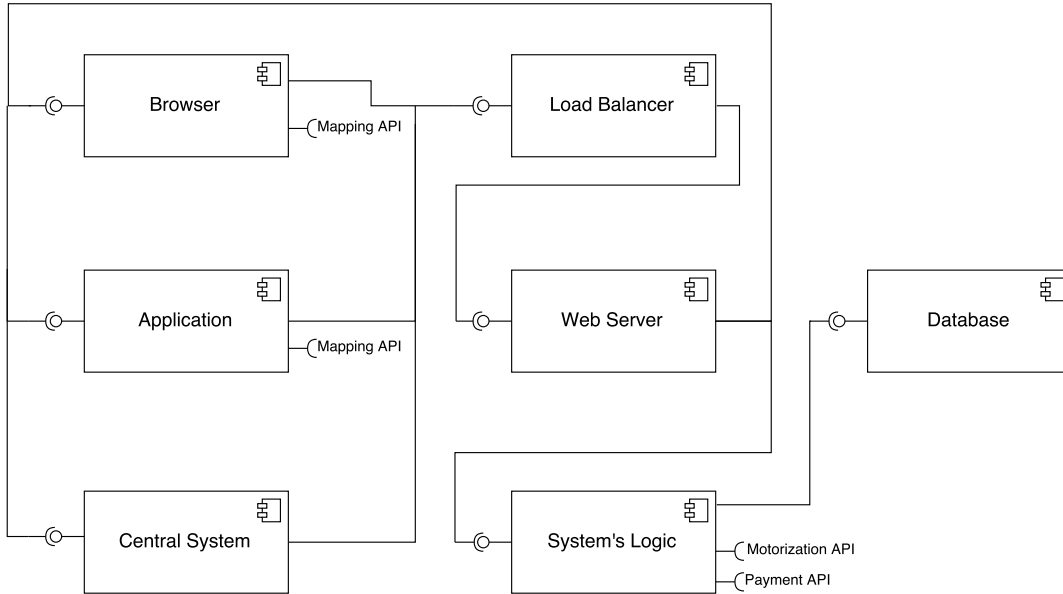 Browser
Load Balancer
Mapping API
Application
Web Server
Database
Mapping API
Central System
System's Logic
Motorization API
Payment API